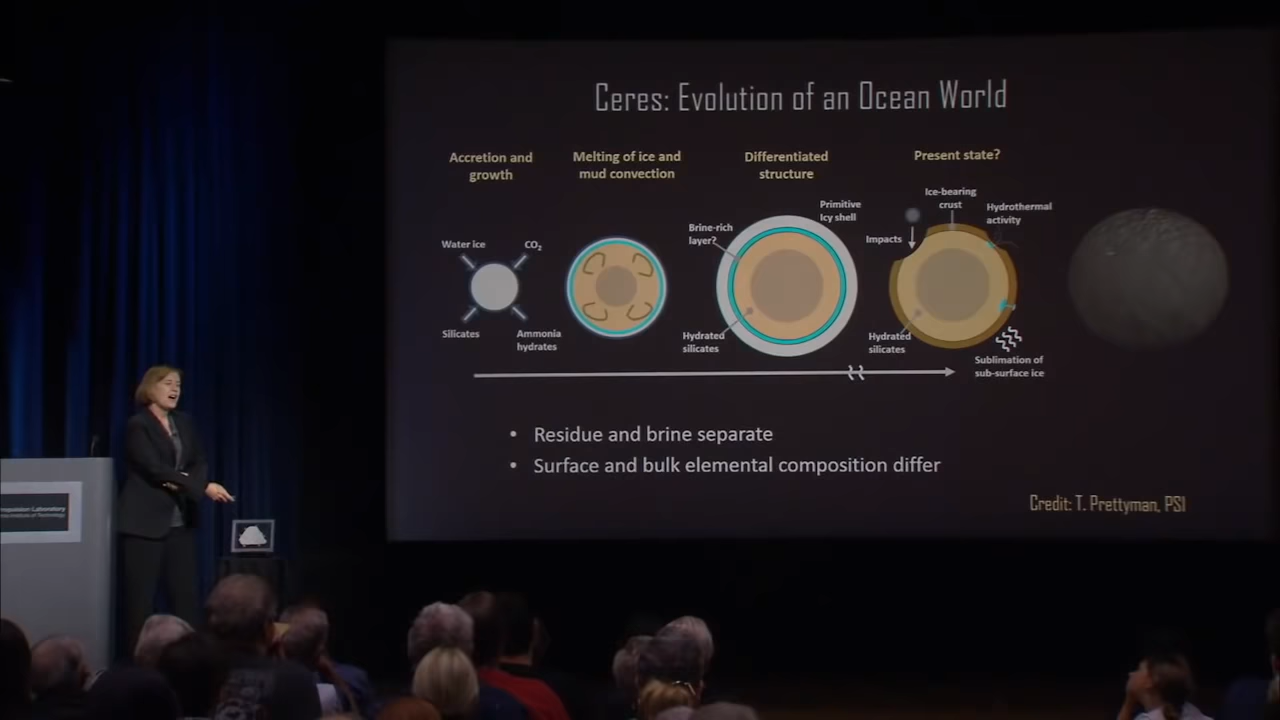 Ceres: Evolution of an Ocean World
Accretion and
growth
Melting of ice and
mud convection
Differentiated
structure
Present state?
Water ice
CO₂
Silicates
Ammonia
hydrates
Brine-rich
layer?
Primitive
Icy shell
Hydrated
silicates
Impacts
Ice-bearing
crust
Hydrothermal
activity
Hydrated
silicates
Sublimation of
sub-surface ice
• Residue and brine separate
• Surface and bulk elemental composition differ
Credit: T. Prettyman, PSI
Laboratory
of Technology